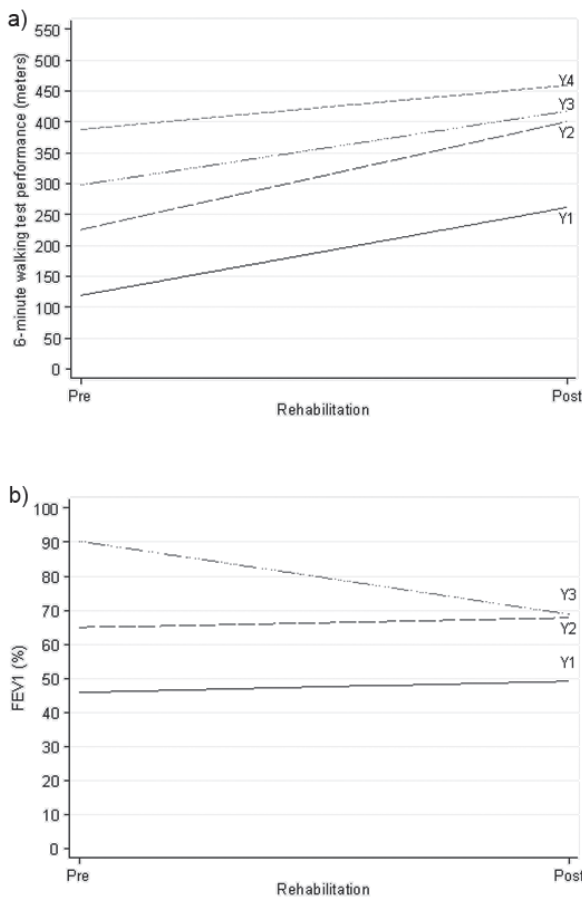 a)
6-minute walking test performance (meters)
550
500
450
400
350
300
250
200
150
100
50
0
Y4
Y3
Y2
Y1
Pre
Post
Rehabilitation
b)
FEV1 (%)
100
90
80
70
60
50
40
30
20
10
0
Y3
Y2
Y1
Pre
Post
Rehabilitation